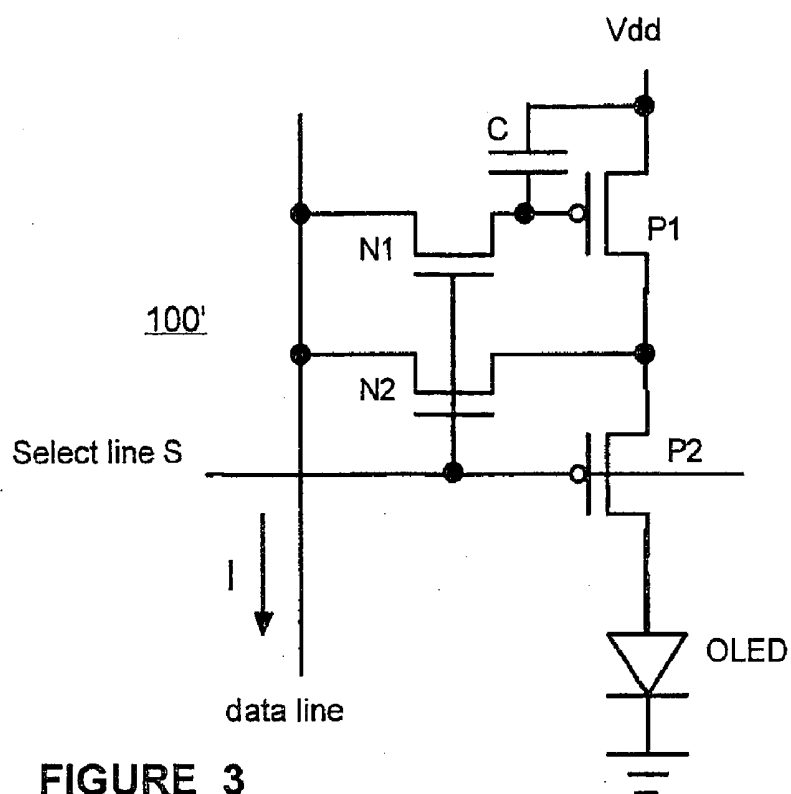 Vdd
C
N1
P1
100'
N2
Select line S
P2
I
OLED
data line
FIGURE 3